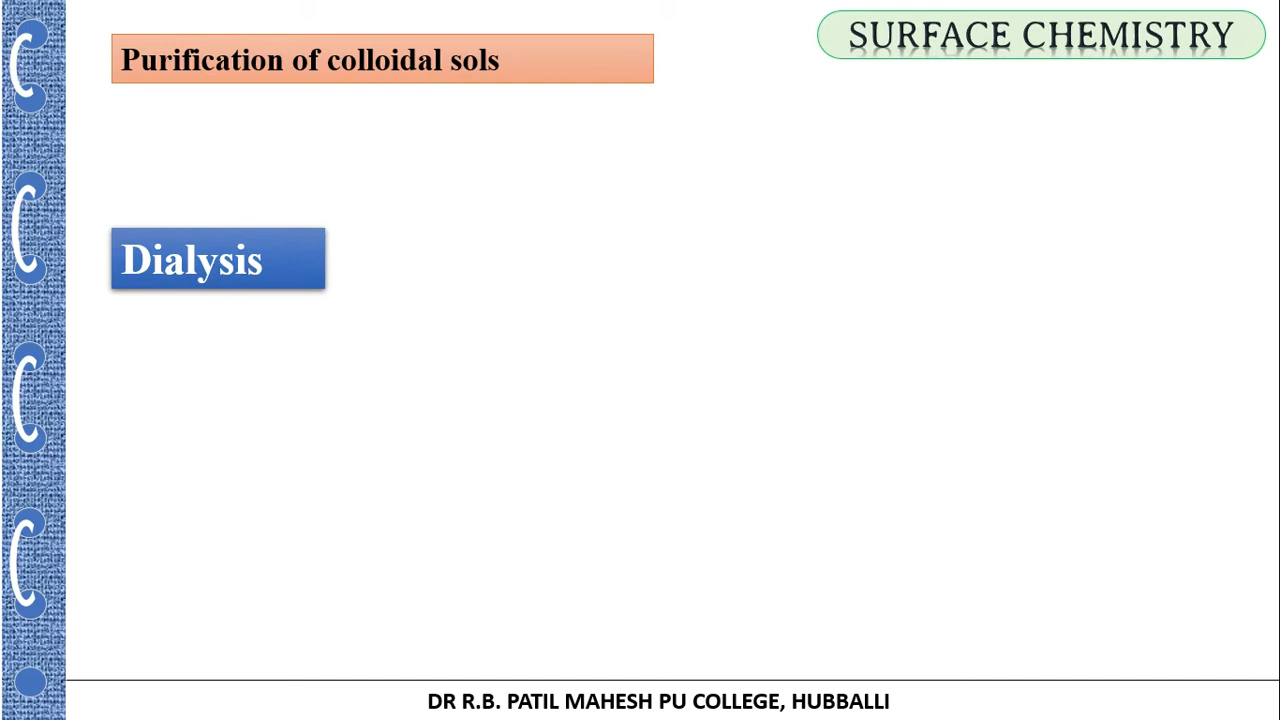 SURFACE CHEMISTRY
Purification of colloidal sols
Dialysis
DR R.B. PATIL MAHESH PU COLLEGE, HUBBALLI